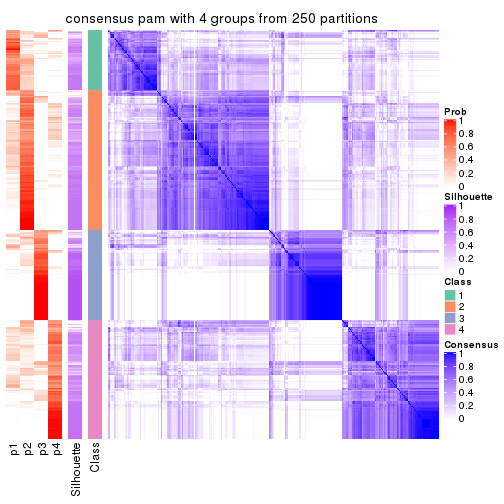 consensus pam with 4 groups from 250 partitions
Prob
1
0.8
0.6
0.4
0.2
0
Silhouette
1
0.8
0.6
0.4
0.2
0
Class
1
2
3
4
Consensus
1
0.8
0.6
0.4
0.2
0
p1
p2
p3
p4
Silhouette
Class